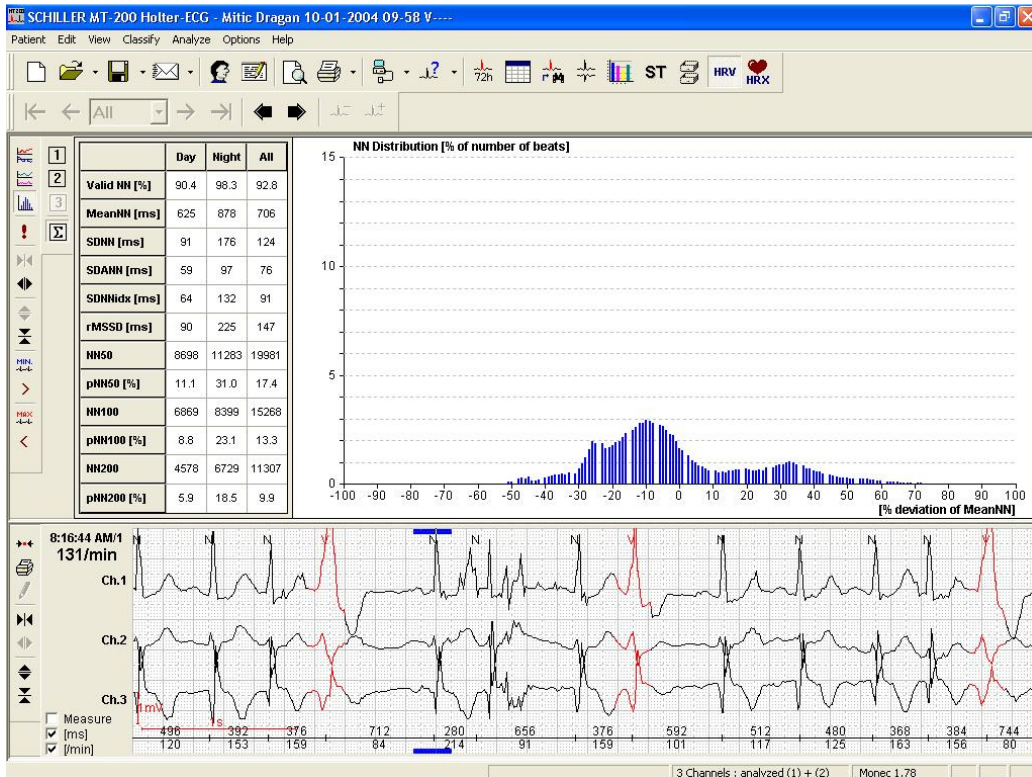 SCHILLER MT-200 Holter-ECG - Mitic Dragan 10-01-2004 09-58 V----
Patient Edit View Classify Analyze Options Help
72h ST HRV HRX
All
1
2
3
Σ
MIN.
MAX
Day Night All
Valid NN [%] 90.4 98.3 92.8
MeanNN [ms] 625 878 706
SDNN [ms] 91 176 124
SDANN [ms] 59 97 76
SDNNidx [ms] 64 132 91
rMSSD [ms] 90 225 147
NN50 8698 11283 19981
pNN50 [%] 11.1 31.0 17.4
NN100 6869 8399 15268
pNN100 [%] 8.8 23.1 13.3
NN200 4578 6729 11307
pNN200 [%] 5.9 18.5 9.9
NN Distribution [% of number of beats]
15
10
5
0
-100 -90 -80 -70 -60 -50 -40 -30 -20 -10 0 10 20 30 40 50 60 70 80 90 100
[% deviation of MeanNN]
8:16:44 AM/1 N N N V N N N V N N N N V
131/min
Ch.1
Ch.2
Ch.3
1mV
1s
Measure
[ms] 496 392 376 712 280 656 376 592 512 480 368 384 744
[/min] 120 153 159 84 214 91 159 101 117 125 163 156 80
3 Channels : analyzed (1) + (2) Monec 1.78